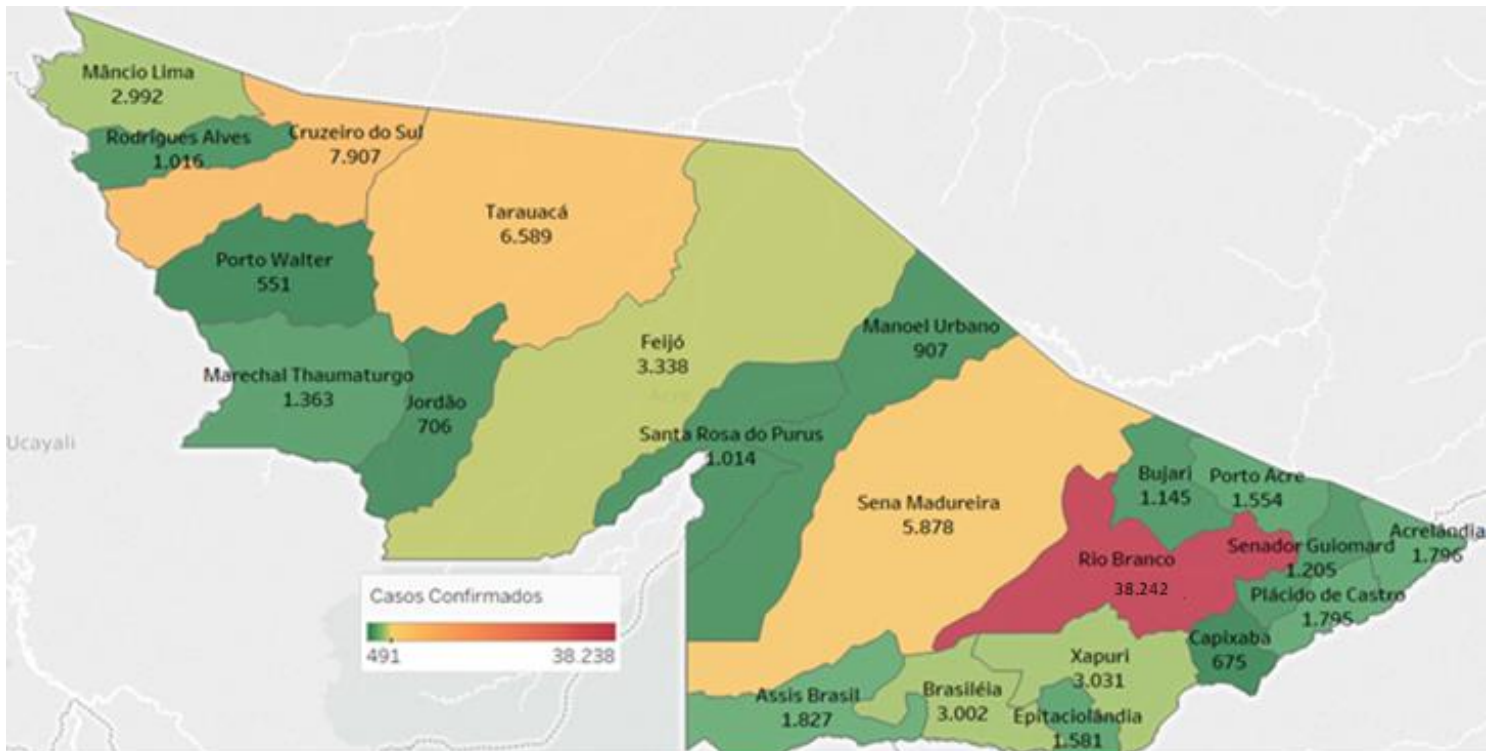 Mâncio Lima
2.992
Rodrigues Alves
1.016
Cruzeiro do Sul
7.907
Tarauacá
6.589
Porto Walter
551
Feijó
3.338
Manoel Urbano
907
Marechal Thaumaturgo
1.363
Jordão
706
Acre
Ucayali
Santa Rosa do Purus
1.014
Sena Madureira
5.878
Bujari
1.145
Porto Acre
1.554
Rio Branco
38.242
Senador Guiomard
1.205
Acrelândia
1.796
Plácido de Castro
1.795
Casos Confirmados
491
38.238
Capixaba
675
Xapuri
3.031
Assis Brasil
1.827
Brasiléia
3.002
Epitaciolândia
1.581